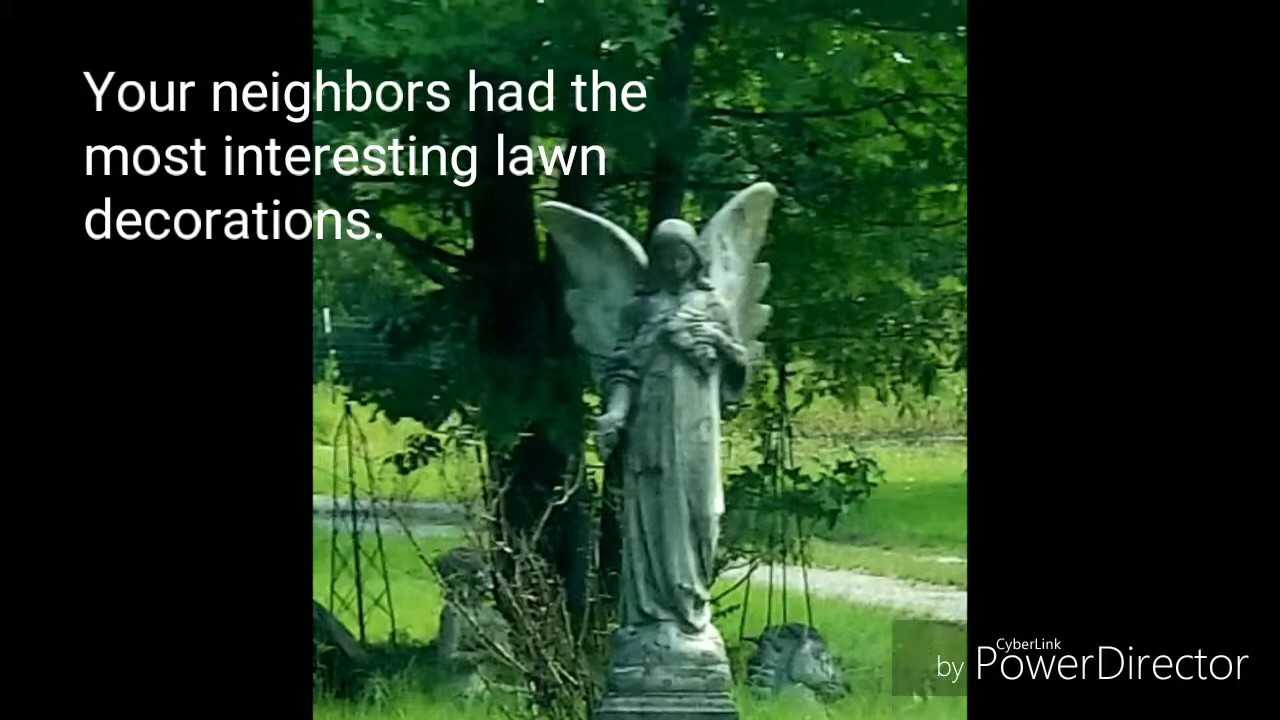 Your neighbors had the
most interesting lawn
decorations.
CyberLink
by PowerDirector